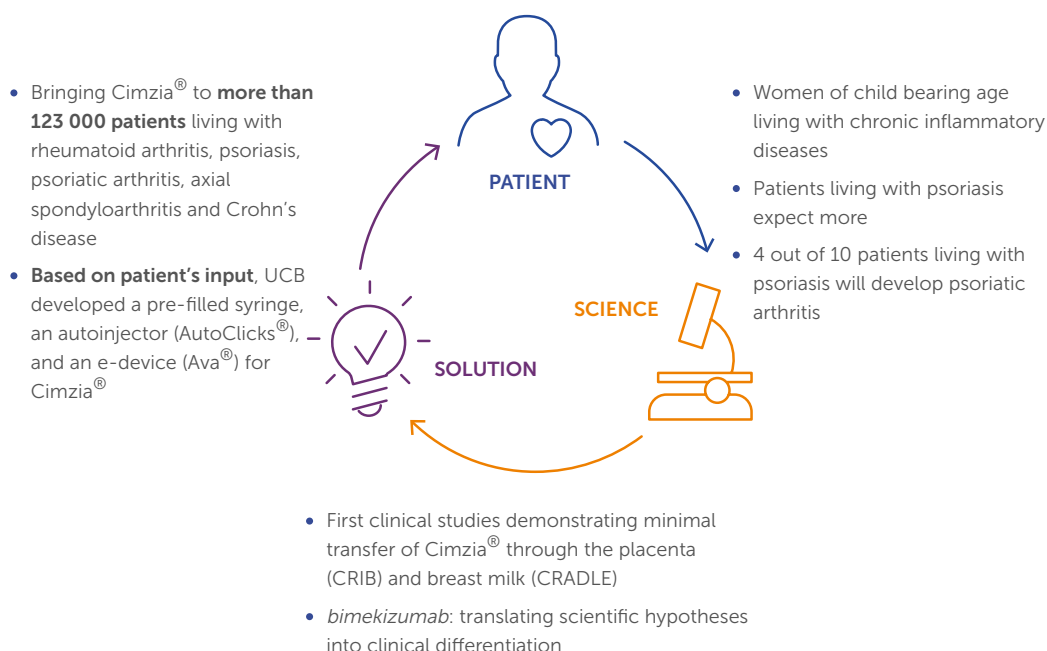 • Bringing Cimzia® to more than
123 000 patients living with
rheumatoid arthritis, psoriasis,
psoriatic arthritis, axial
spondyloarthritis and Crohn's
disease
• Based on patient's input, UCB
developed a pre-filled syringe,
an autoinjector (AutoClicks®),
and an e-device (Ava®) for
Cimzia®
PATIENT
• Women of child bearing age
living with chronic inflammatory
diseases
• Patients living with psoriasis
expect more
• 4 out of 10 patients living with
psoriasis will develop psoriatic
arthritis
SCIENCE
SOLUTION
• First clinical studies demonstrating minimal
transfer of Cimzia® through the placenta
(CRIB) and breast milk (CRADLE)
• bimekizumab: translating scientific hypotheses
into clinical differentiation